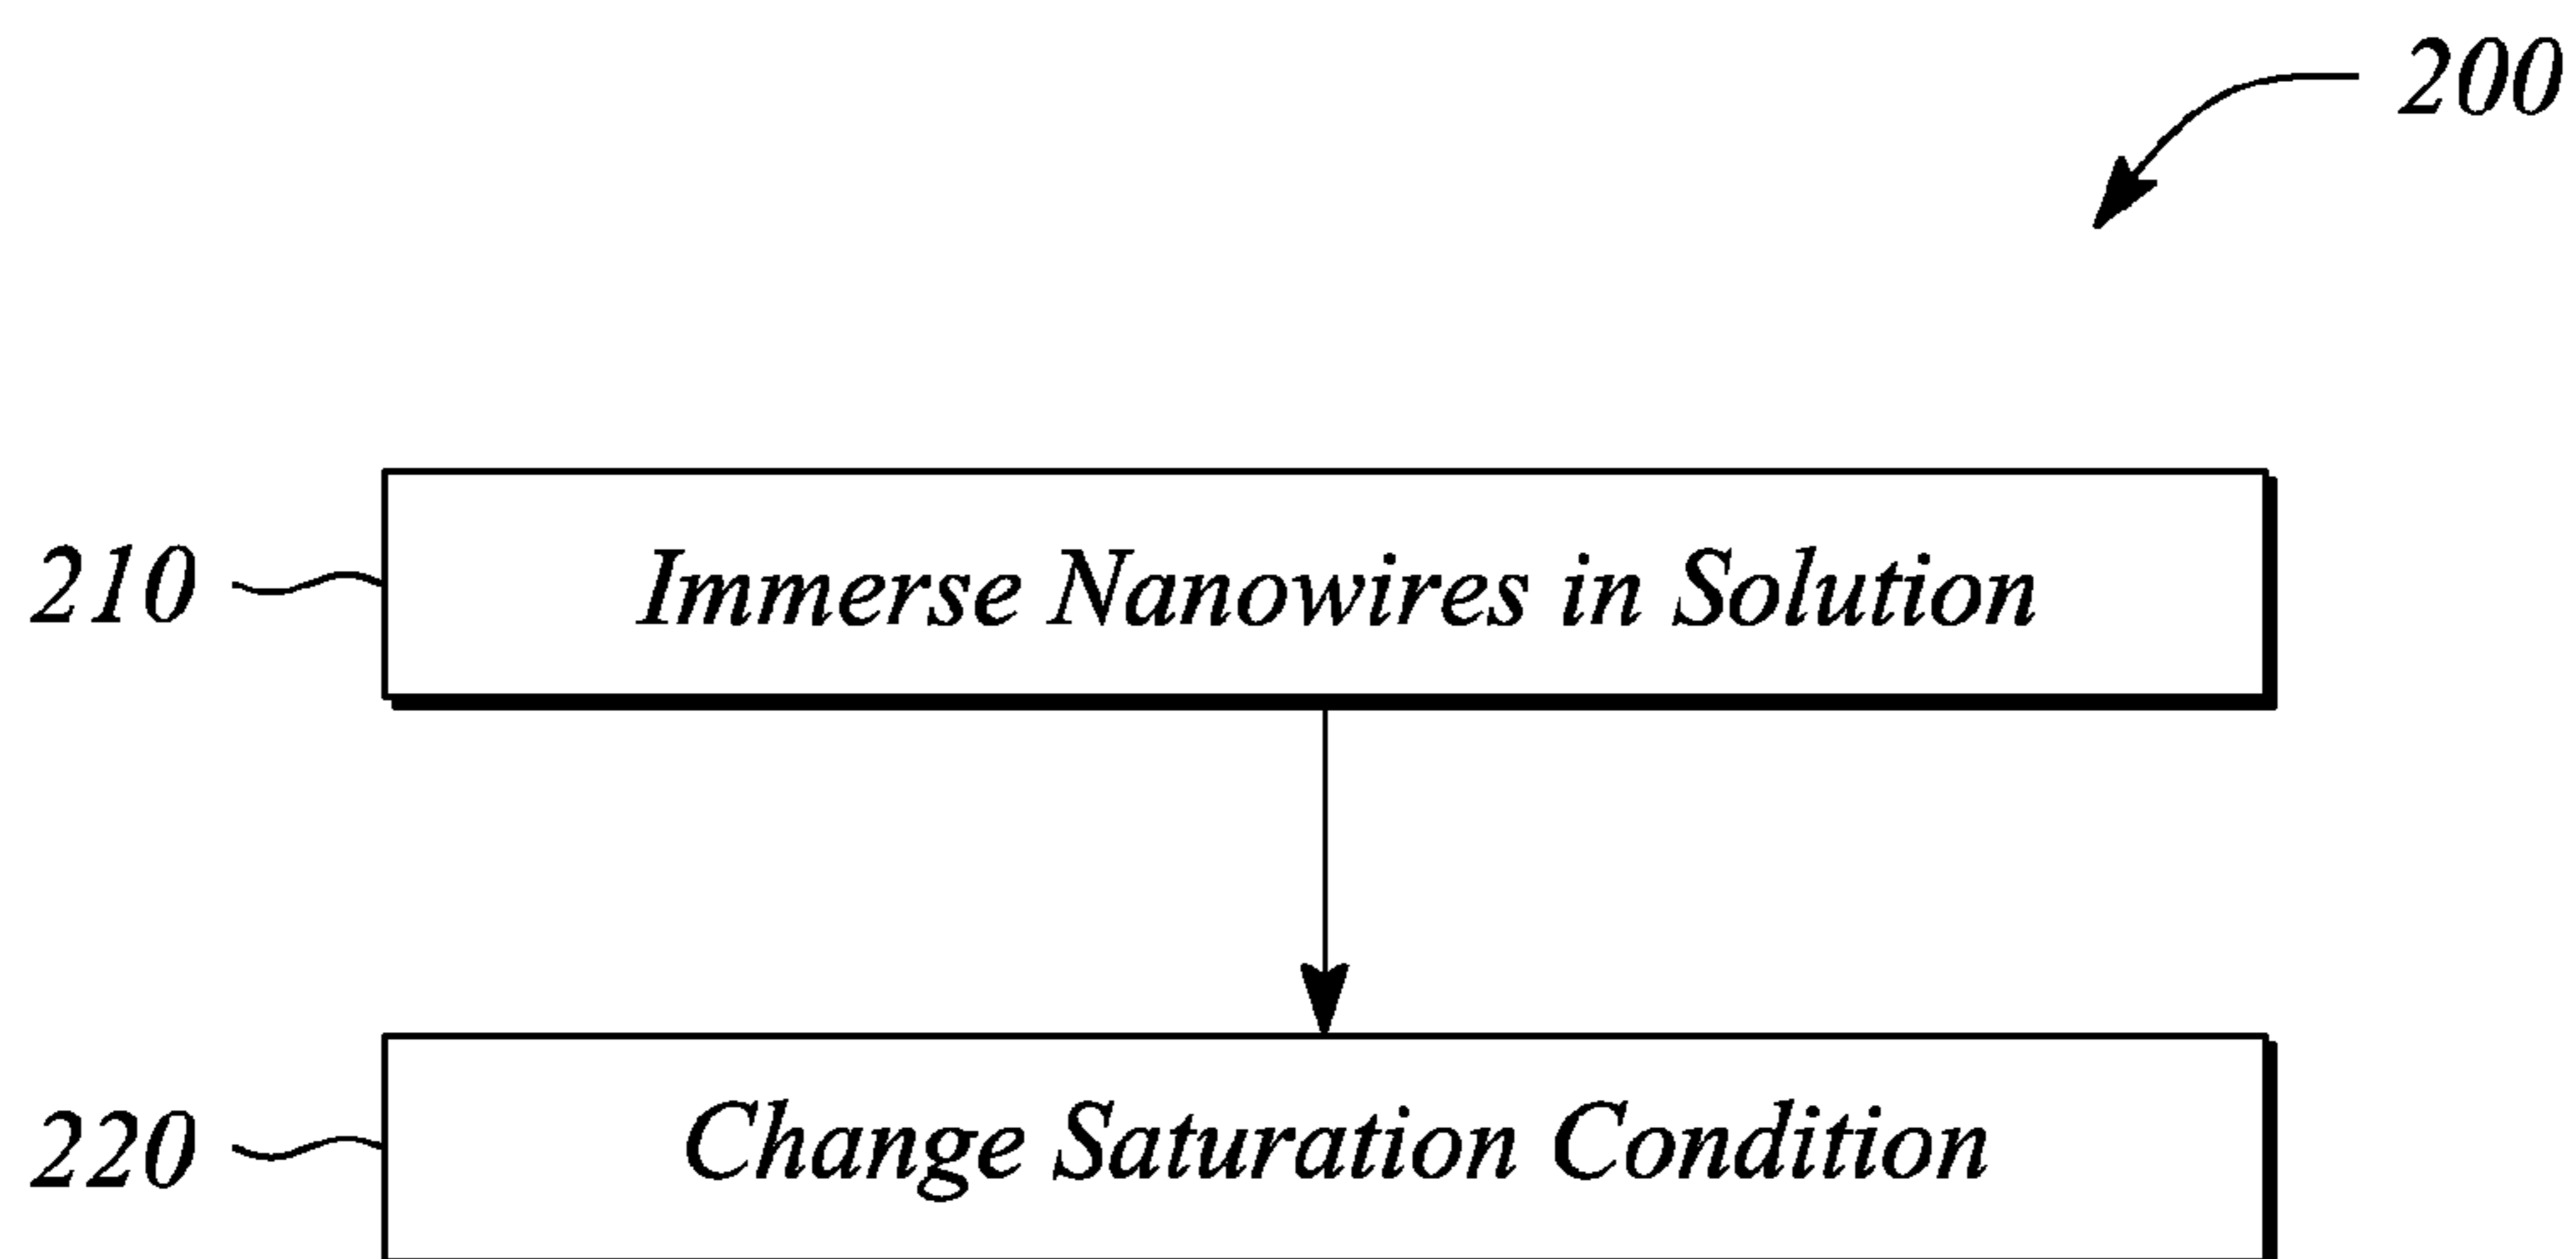 200
210 Immerse Nanowires in Solution
220 Change Saturation Condition